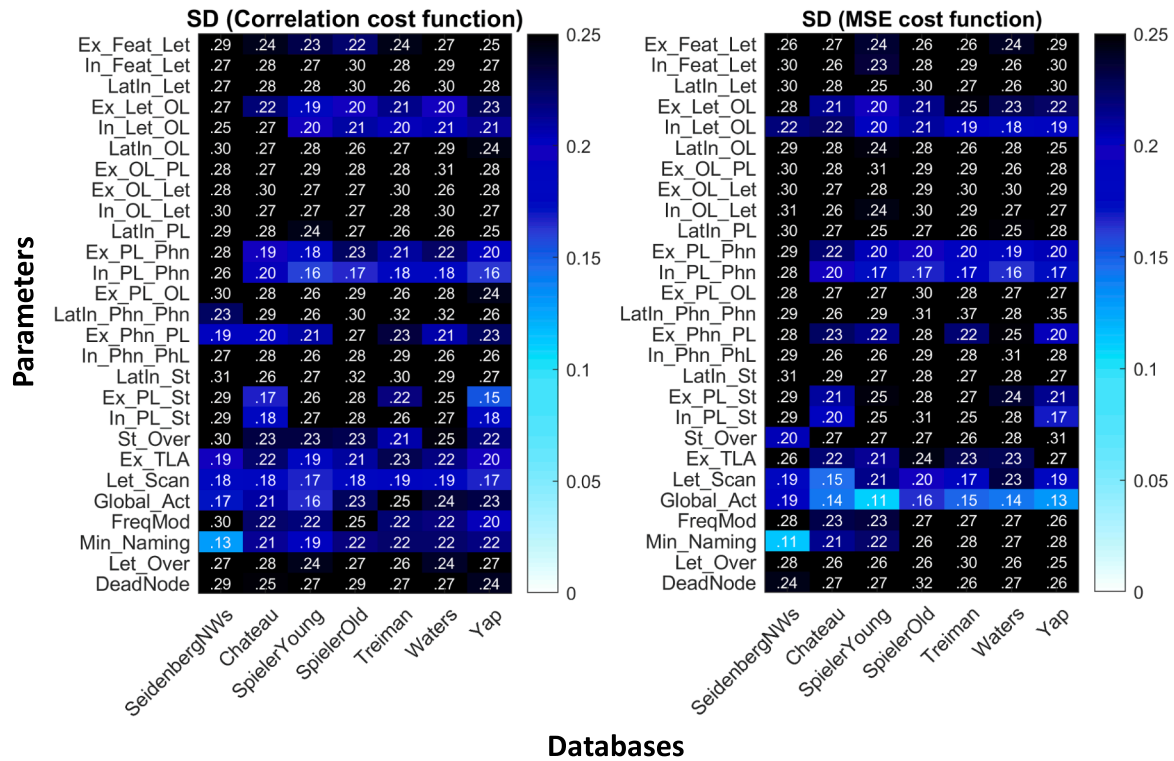 SD (Correlation cost function)
Ex_Feat_Let .29 .24 .23 .22 .24 .27 .25
In_Feat_Let .27 .28 .27 .30 .28 .29 .27
LatIn_Let .27 .28 .28 .30 .26 .30 .28
Ex_Let_OL .27 .22 .19 .20 .21 .20 .23
In_Let_OL .25 .27 .20 .21 .20 .21 .21
LatIn_OL .30 .27 .28 .26 .27 .29 .24
Ex_OL_PL .28 .27 .29 .28 .28 .31 .28
Ex_OL_Let .28 .30 .27 .27 .30 .26 .28
In_OL_Let .30 .27 .27 .27 .28 .30 .27
LatIn_PL .29 .28 .24 .27 .26 .26 .25
Ex_PL_Phn .28 .19 .18 .23 .21 .22 .20
In_PL_Phn .26 .20 .16 .17 .18 .18 .16
Ex_PL_OL .30 .28 .26 .29 .26 .28 .24
LatIn_Phn_Phn .23 .29 .26 .30 .32 .32 .26
Ex_Phn_PL .19 .20 .21 .27 .23 .21 .23
In_Phn_PhL .27 .28 .26 .28 .29 .26 .26
LatIn_St .31 .26 .27 .32 .30 .29 .27
Ex_PL_St .29 .17 .26 .28 .22 .25 .15
In_PL_St .29 .18 .27 .28 .26 .27 .18
St_Over .30 .23 .23 .23 .21 .25 .22
Ex_TLA .19 .22 .19 .21 .23 .22 .20
Let_Scan .18 .18 .17 .18 .19 .19 .17
Global_Act .17 .21 .16 .23 .25 .24 .23
FreqMod .30 .22 .22 .25 .22 .22 .20
Min_Naming .13 .21 .19 .22 .22 .22 .22
Let_Over .27 .28 .24 .27 .26 .24 .27
DeadNode .29 .25 .27 .29 .27 .27 .24
SeidenbergNWs
Chateau
SpielerYoung
SpielerOld
Treiman
Waters
Yap
0.25
0.2
0.15
0.1
0.05
0
SD (MSE cost function)
Ex_Feat_Let .26 .27 .24 .26 .26 .24 .29
In_Feat_Let .30 .26 .23 .28 .29 .26 .30
LatIn_Let .30 .28 .25 .30 .27 .26 .30
Ex_Let_OL .28 .21 .20 .21 .25 .23 .22
In_Let_OL .22 .22 .20 .21 .19 .18 .19
LatIn_OL .29 .28 .24 .28 .26 .28 .25
Ex_OL_PL .30 .28 .31 .29 .29 .28 .26
Ex_OL_Let .30 .27 .28 .29 .30 .30 .29
In_OL_Let .31 .26 .24 .30 .29 .30 .27
LatIn_PL .30 .27 .25 .27 .26 .25 .28
Ex_PL_Phn .29 .22 .20 .20 .20 .19 .20
In_PL_Phn .28 .20 .17 .17 .17 .16 .17
Ex_PL_OL .28 .27 .27 .30 .28 .27 .27
LatIn_Phn_Phn .29 .26 .29 .31 .37 .28 .35
Ex_Phn_PL .28 .23 .22 .28 .22 .25 .20
In_Phn_PhL .29 .26 .26 .29 .28 .31 .28
LatIn_St .31 .29 .27 .28 .27 .28 .27
Ex_PL_St .29 .21 .25 .28 .27 .24 .21
In_PL_St .29 .20 .25 .31 .25 .28 .17
St_Over .20 .27 .27 .27 .26 .28 .31
Ex_TLA .26 .22 .21 .24 .23 .23 .27
Let_Scan .19 .15 .21 .20 .17 .23 .19
Global_Act .19 .14 .11 .16 .15 .14 .13
FreqMod .28 .23 .23 .27 .27 .27 .26
Min_Naming .11 .21 .22 .26 .28 .27 .28
Let_Over .28 .26 .26 .26 .30 .26 .25
DeadNode .24 .27 .27 .32 .26 .27 .26
SeidenbergNWs
Chateau
SpielerYoung
SpielerOld
Treiman
Waters
Yap
0.25
0.2
0.15
0.1
0.05
0
Parameters
Databases